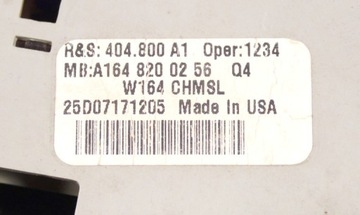 R&S: 404.800 A1 Oper:1234
MB:A164 820 02 56 Q4
W164 CHMSL
25D07171205 Made In USA